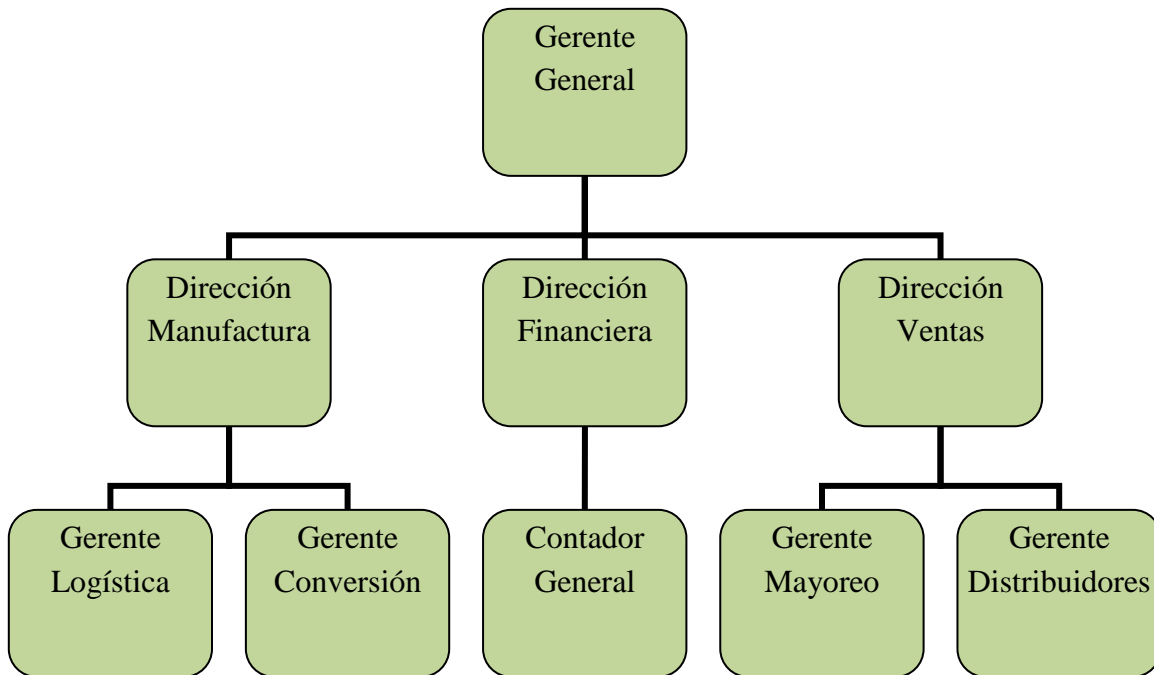 Gerente
General
Dirección
Manufactura
Dirección
Financiera
Dirección
Ventas
Gerente
Logística
Gerente
Conversión
Contador
General
Gerente
Mayoreo
Gerente
Distribuidores